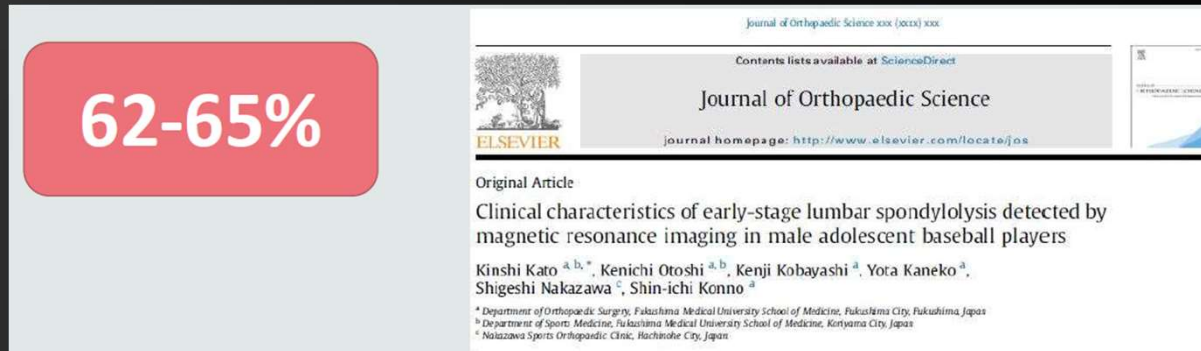 62-65%
Journal of Orthopaedic Science xxx (xxxx) xxx
Contents lists available at ScienceDirect
Journal of Orthopaedic Science
journal homepage: http://www.elsevier.com/locate/jos
ELSEVIER
Original Article
Clinical characteristics of early-stage lumbar spondylolysis detected by
magnetic resonance imaging in male adolescent baseball players
Kinshi Kato a, b, *, Kenichi Otoshi a, b, Kenji Kobayashi a, Yota Kaneko a,
Shigeshi Nakazawa c, Shin-ichi Konno a
a Department of Orthopaedic Surgery, Fukushima Medical University School of Medicine, Fukushima City, Fukushima, Japan
b Department of Sports Medicine, Fukushima Medical University School of Medicine, Koriyama City, Japan
c Nakazawa Sports Orthopaedic Clinic, Hachinohe City, Japan